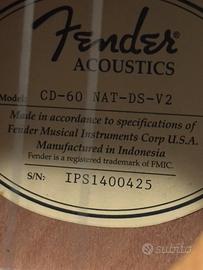 Fender
ACOUSTICS
Model: CD-60 NAT-DS-V2
Made in accordance to specifications of
Fender Musical Instruments Corp U.S.A.
Manufactured in Indonesia
Fender is a registered trademark of FMIC.
S/N: IPS1400425
subito